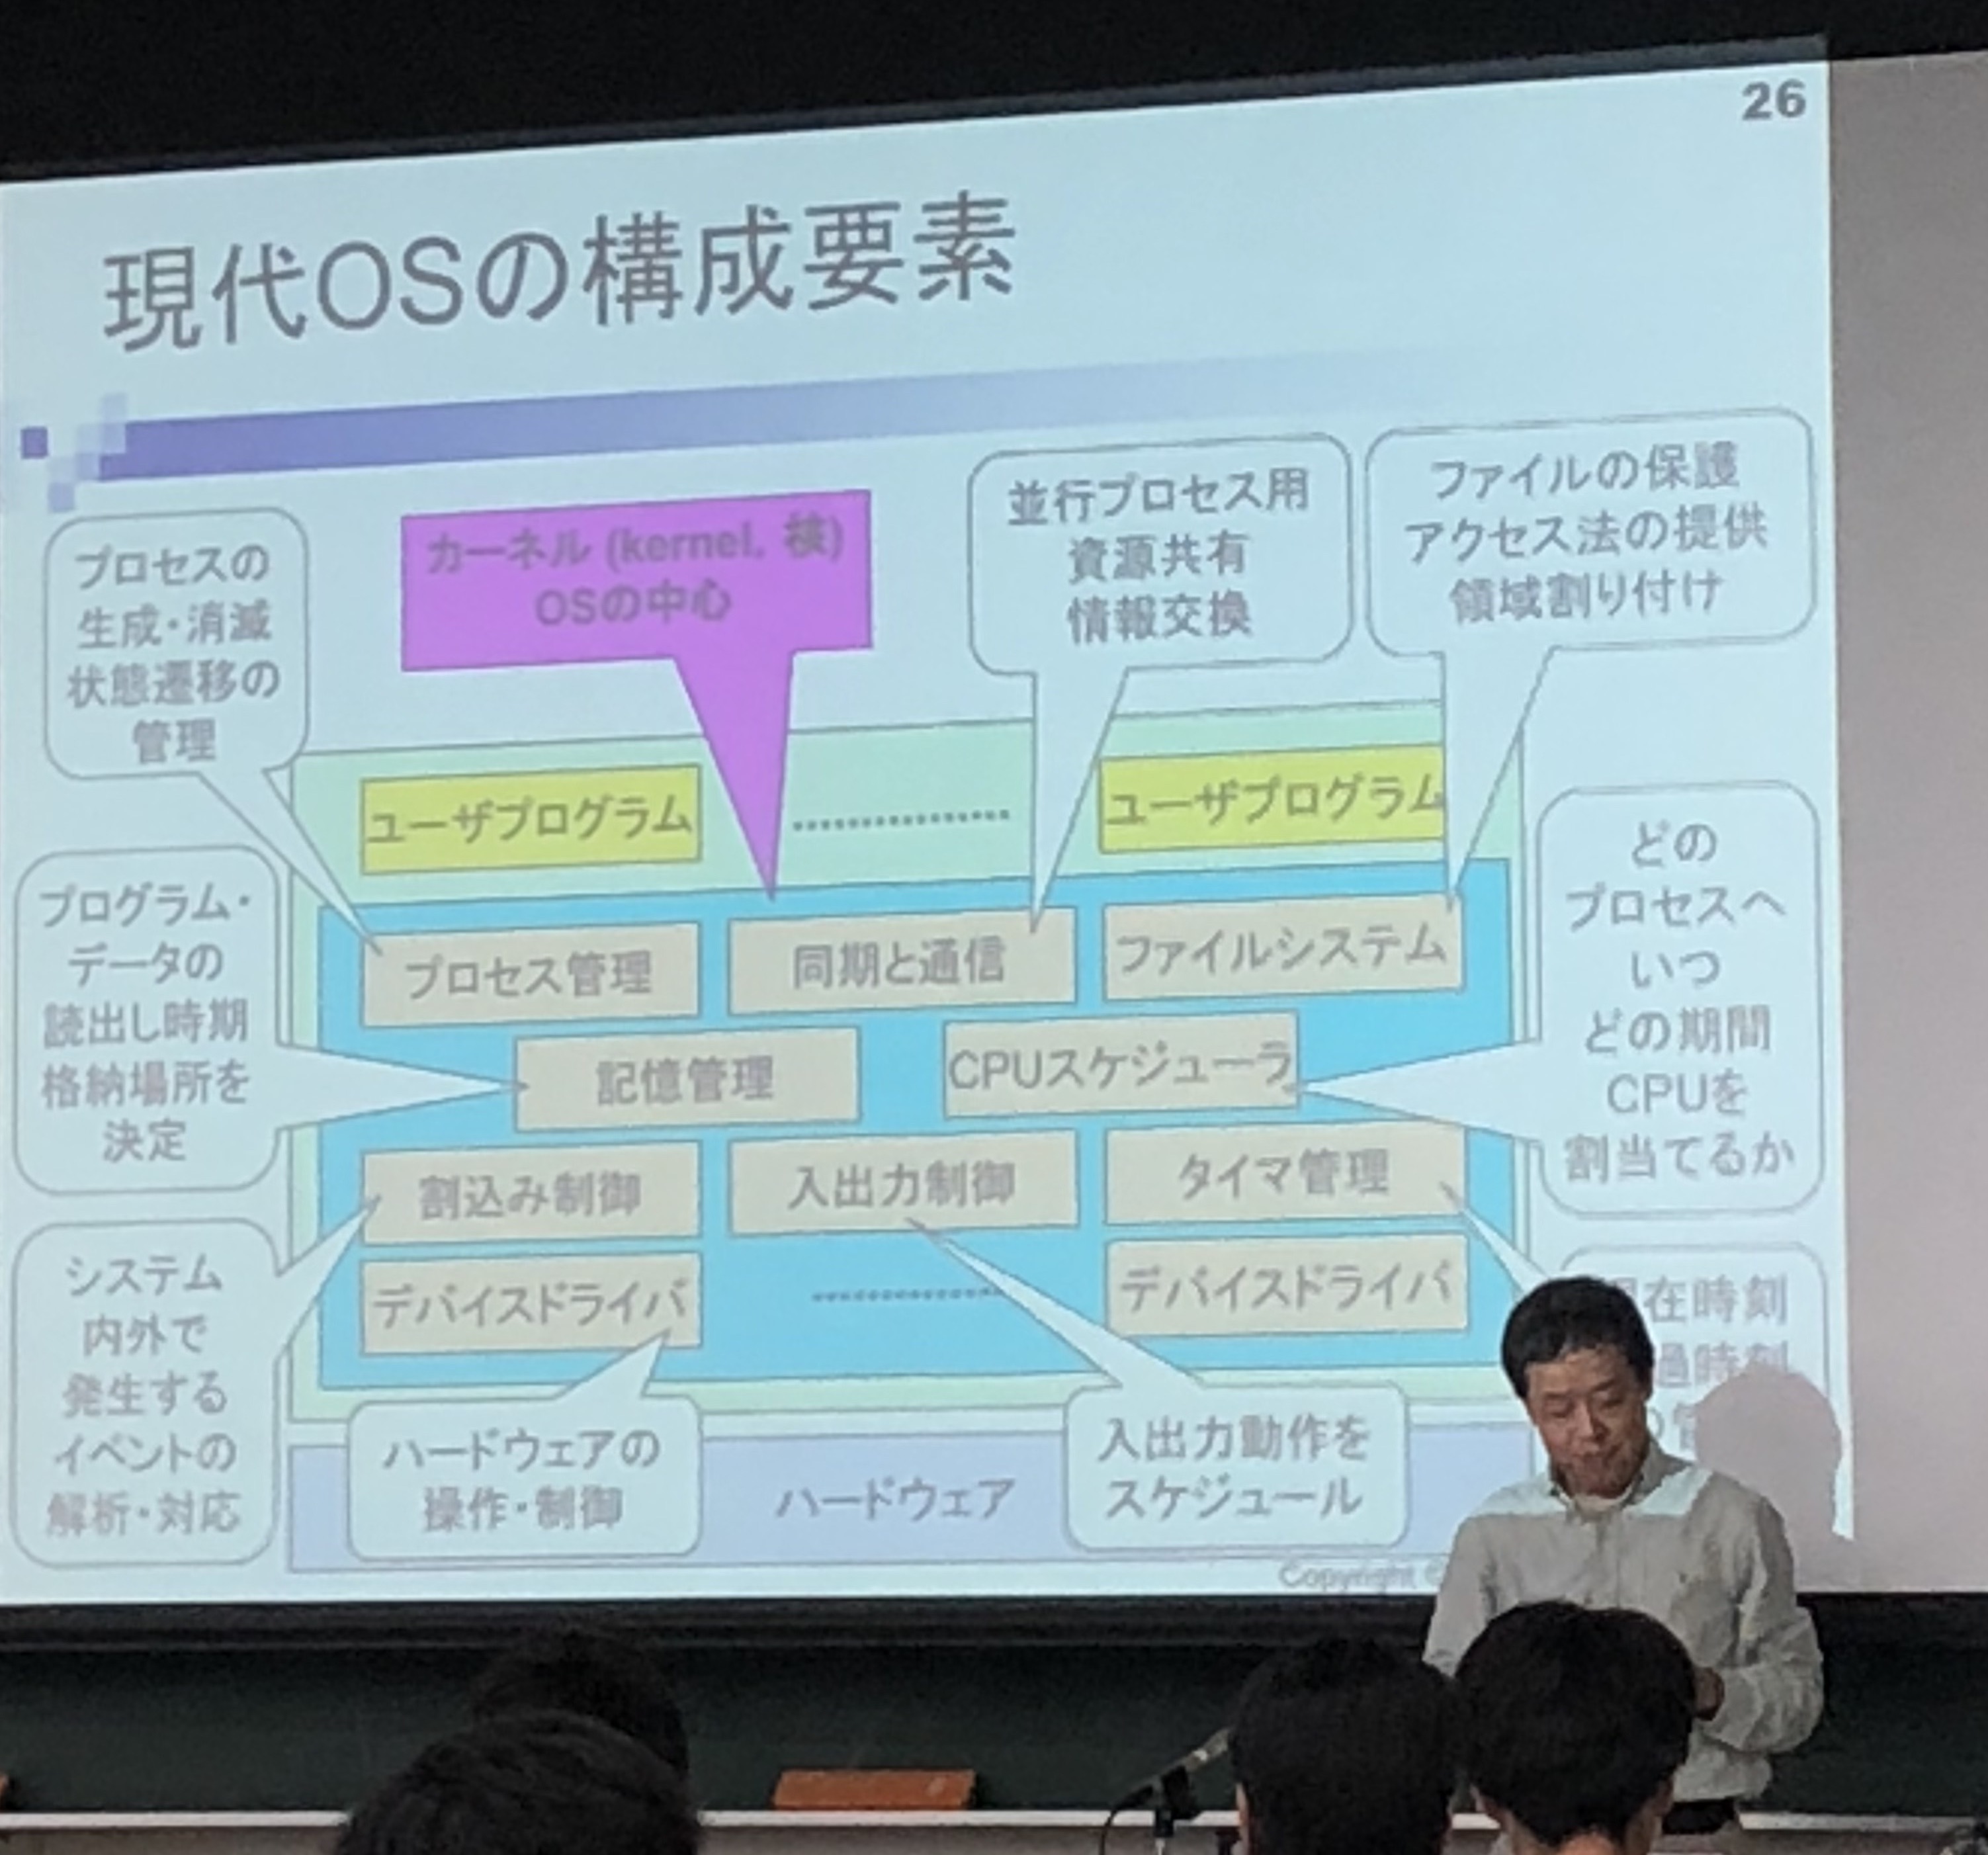 26
現代OSの構成要素
プロセスの
生成・消滅
状態遷移の
管理
カーネル (kernel, 核)
OSの中心
並行プロセス用
資源共有
情報交換
ファイルの保護
アクセス法の提供
領域割り付け
ユーザプログラム
ユーザプログラム
プログラム・
データの
読出し時期
格納場所を
決定
プロセス管理
同期と通信
ファイルシステム
記憶管理
CPUスケジューラ
どの
プロセスへ
いつ
どの期間
CPUを
割当てるか
割込み制御
入出力制御
タイマ管理
デバイスドライバ
デバイスドライバ
システム
内外で
発生する
イベントの
解析・対応
ハードウェアの
操作・制御
ハードウェア
入出力動作を
スケジュール
在時刻
過時刻
Copyright ©